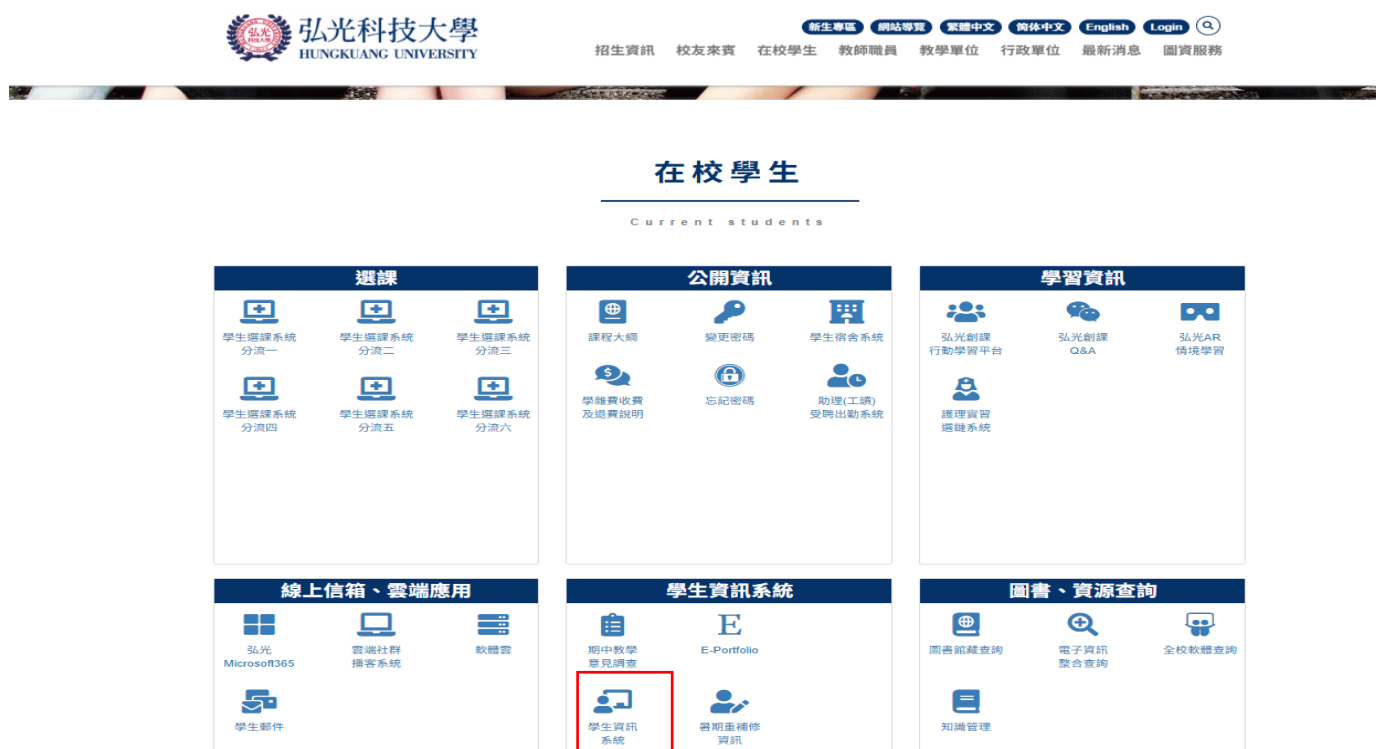 弘光科技大學
HUNGKUANG UNIVERSITY
弘光
科技大學
新生專區 網站導覽 繁體中文 简体中文 English Login
招生資訊 校友來賓 在校學生 教師職員 教學單位 行政單位 最新消息 圖資服務
在校學生
Current students
選課
學生選課系統
分流一
學生選課系統
分流二
學生選課系統
分流三
學生選課系統
分流四
學生選課系統
分流五
學生選課系統
分流六
公開資訊
課程大綱
變更密碼
學生宿舍系統
學雜費收費
及退費說明
忘記密碼
助理(工讀)
受聘出勤系統
學習資訊
弘光創課
行動學習平台
弘光創課
Q&A
弘光AR
情境學習
護理實習
選鏈系統
線上信箱、雲端應用
弘光
Microsoft365
雲端社群
播客系統
軟體雲
學生郵件
學生資訊系統
期中教學
意見調查
E
E-Portfolio
學生資訊
系統
暑期重補修
資訊
圖書、資源查詢
圖書館藏查詢
電子資訊
整合查詢
全校軟體查詢
知識管理